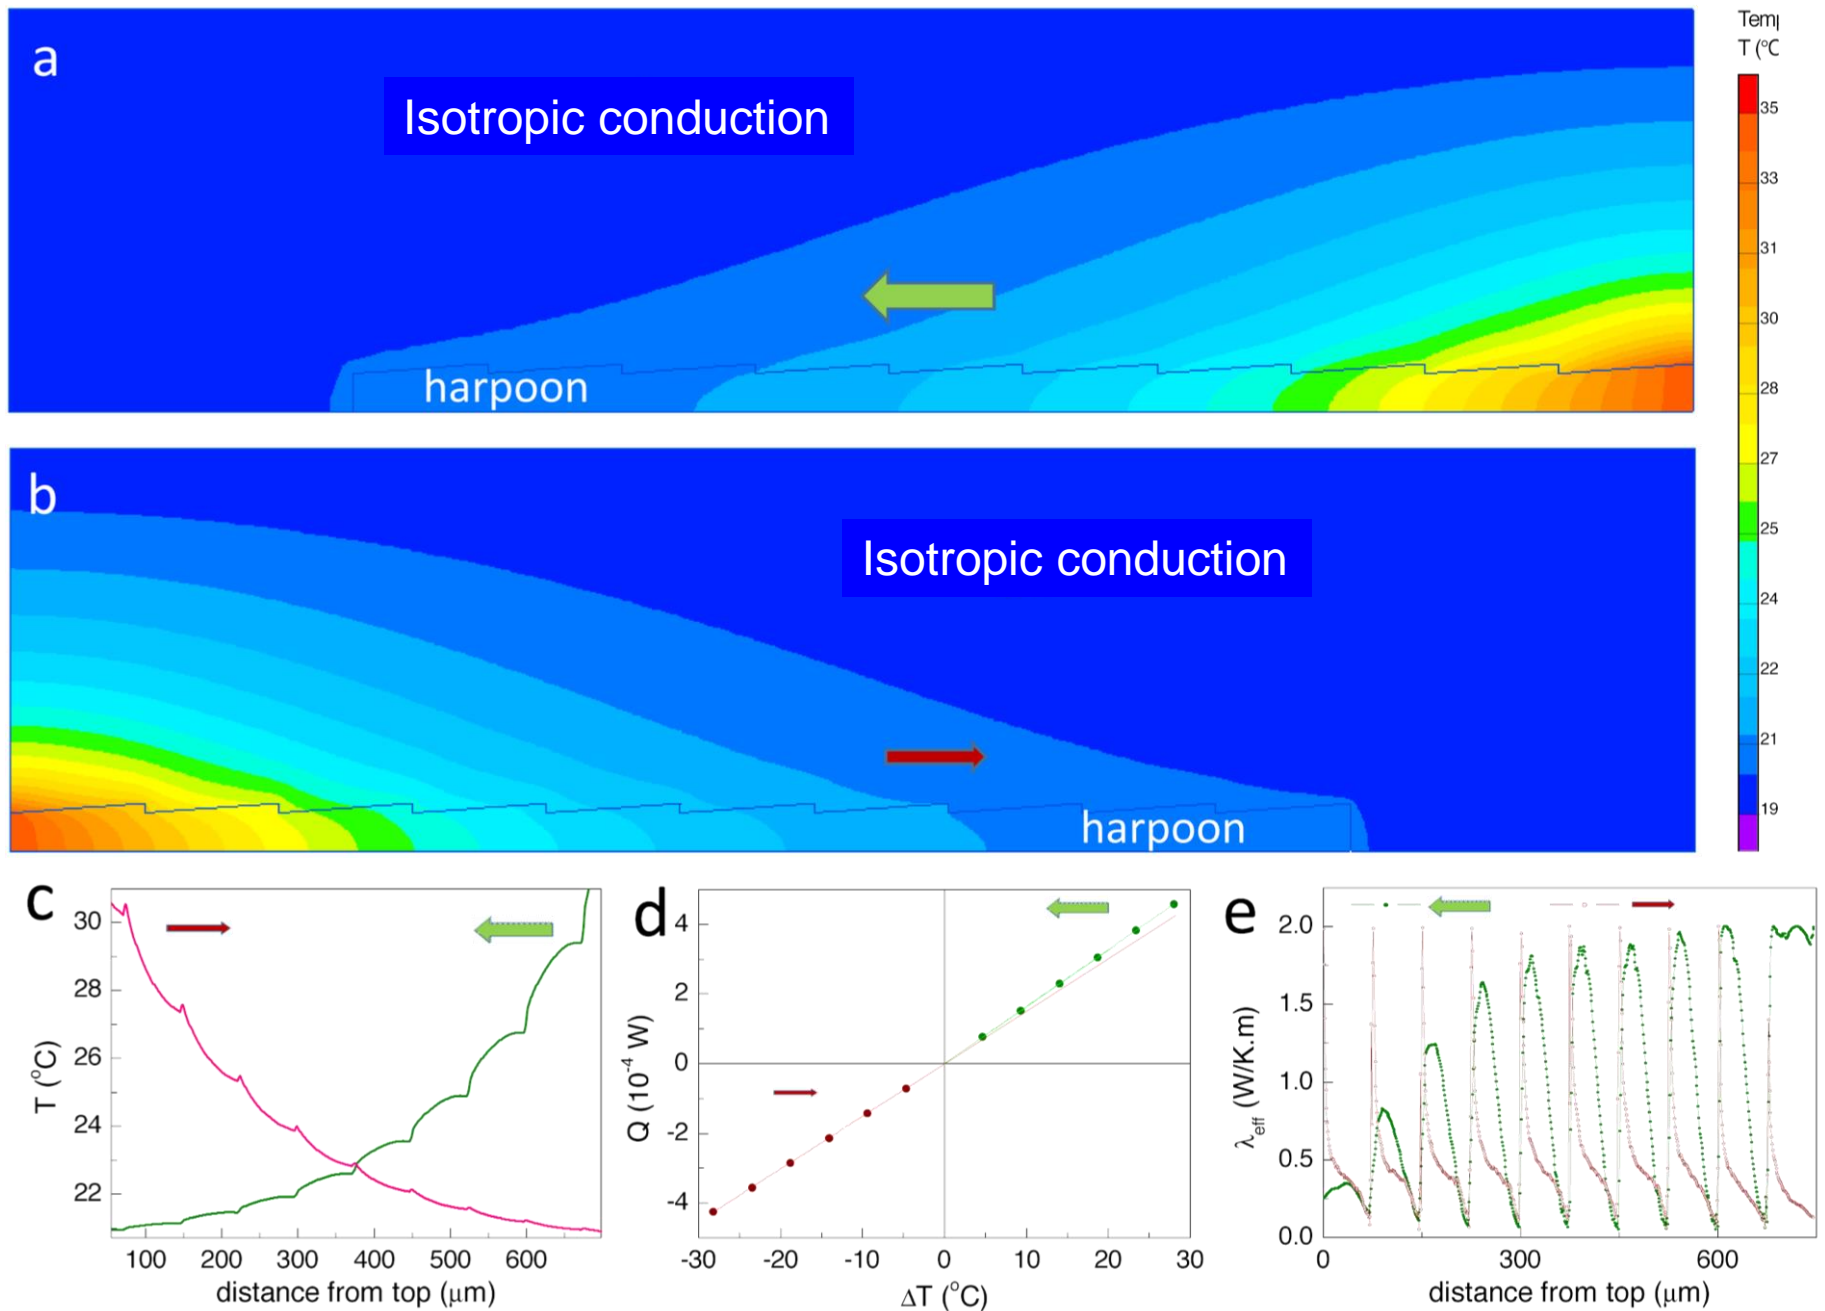 a
Isotropic conduction
harpoon
Temp
T (°C
35
33
31
30
28
27
25
24
22
21
19
b
Isotropic conduction
harpoon
c
T (°C)
30
28
26
24
22
100 200 300 400 500 600
distance from top (μm)
d
Q (10⁻⁴ W)
4
2
0
-2
-4
-30 -20 -10 0 10 20 30
ΔT (°C)
e
λeff (W/K.m)
2.0
1.5
1.0
0.5
0.0
0 300 600
distance from top (μm)